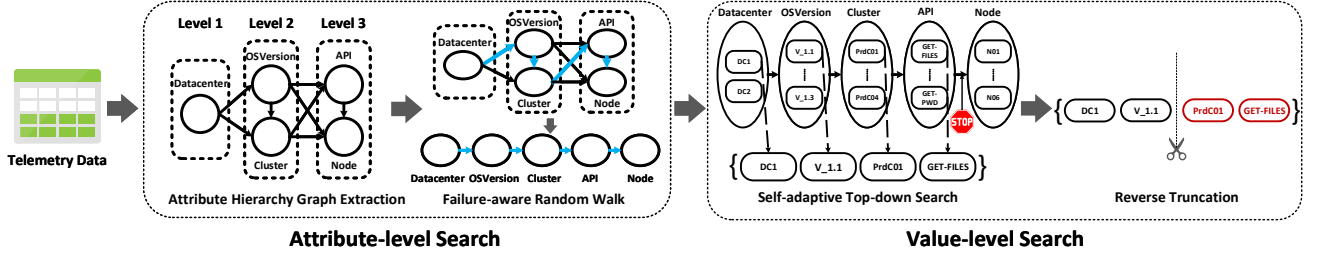 Telemetry Data
Level 1
Level 2
Level 3
Datacenter
OSVersion
Cluster
API
Node
Attribute Hierarchy Graph Extraction
Datacenter
OSVersion
Cluster
API
Node
Datacenter
OSVersion
Cluster
API
Node
Failure-aware Random Walk
Attribute-level Search
Datacenter
OSVersion
Cluster
API
Node
DC1
DC2
V_1.1
V_1.3
PrdC01
PrdC04
GET-
FILES
GET-
PWD
N01
N06
STOP
{ DC1 V_1.1 PrdC01 GET-FILES }
Self-adaptive Top-down Search
{ DC1 V_1.1 PrdC01 GET-FILES }
Reverse Truncation
Value-level Search